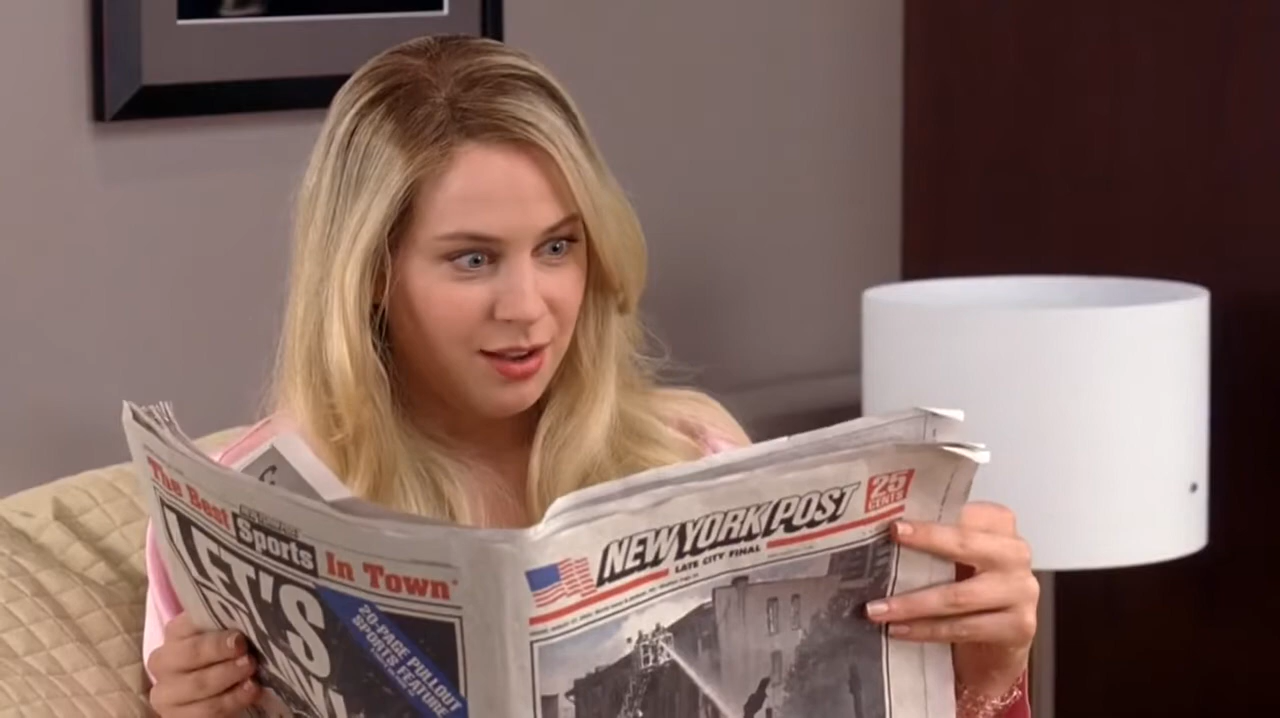 The Best
Sports
In Town
LET'S
20-PAGE PULLOUT
SPORTS FEATURE
NEW YORK POST
25
CENTS
LATE CITY FINAL